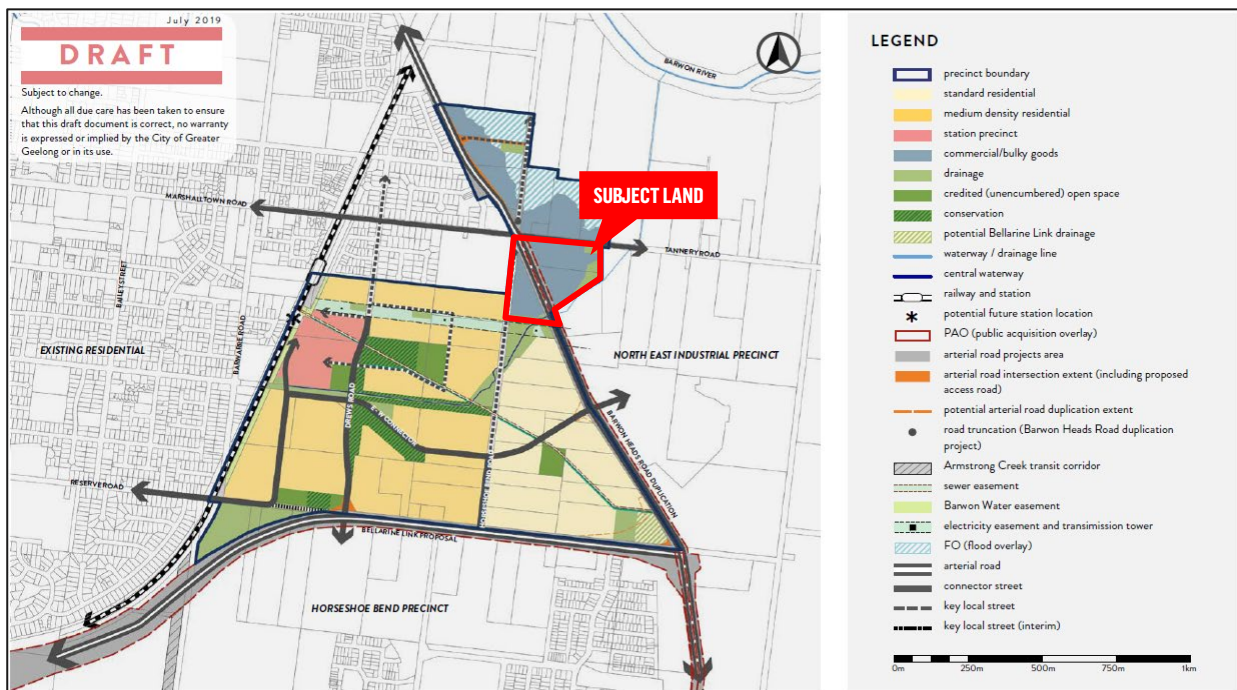 July 2019
DRAFT
Subject to change.
Although all due care has been taken to ensure
that this draft document is correct, no warranty
is expressed or implied by the City of Greater
Geelong or in its use.
BARWON RIVER
MARSHALLTOWN ROAD
SUBJECT LAND
TANNERY ROAD
BAILEY STREET
BARWARRE ROAD
EXISTING RESIDENTIAL
NORTH EAST INDUSTRIAL PRECINCT
DREWS ROAD
E-W CONNECTOR
HORSESHOE BEND ROAD
BARWON HEADS ROAD DUPLICATION
RESERVE ROAD
BELLARINE LINK PROPOSAL
HORSESHOE BEND PRECINCT
LEGEND
precinct boundary
standard residential
medium density residential
station precinct
commercial/bulky goods
drainage
credited (unencumbered) open space
conservation
potential Bellarine Link drainage
waterway / drainage line
central waterway
railway and station
potential future station location
PAO (public acquisition overlay)
arterial road projects area
arterial road intersection extent (including proposed
access road)
potential arterial road duplication extent
road truncation (Barwon Heads Road duplication
project)
Armstrong Creek transit corridor
sewer easement
Barwon Water easement
electricity easement and transimission tower
FO (flood overlay)
arterial road
connector street
key local street
key local street (interim)
0m 250m 500m 750m 1km